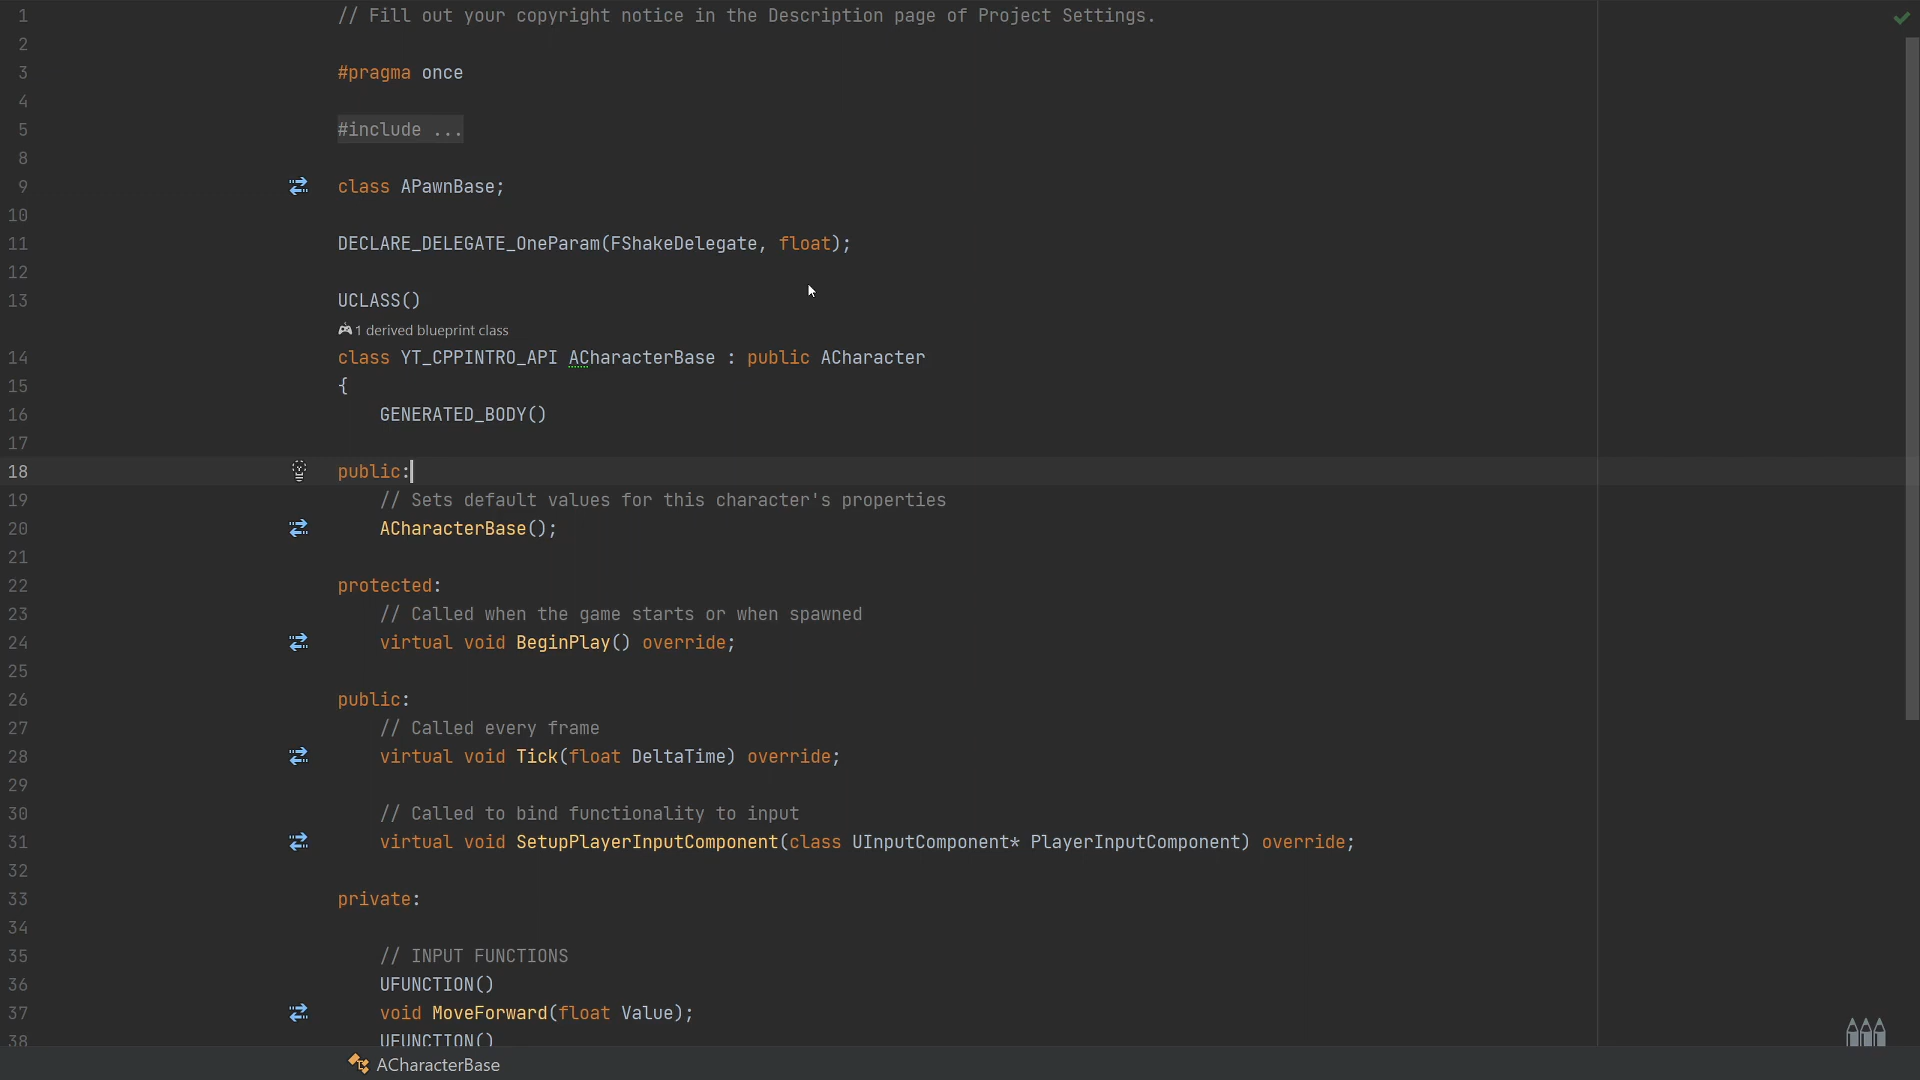 1 // Fill out your copyright notice in the Description page of Project Settings.
2
3 #pragma once
4
5 #include ...
8
9 class APawnBase;
10
11 DECLARE_DELEGATE_OneParam(FShakeDelegate, float);
12
13 UCLASS()
1 derived blueprint class
14 class YT_CPPINTRO_API ACharacterBase : public ACharacter
15 {
16 GENERATED_BODY()
17
18 public:
19 // Sets default values for this character's properties
20 ACharacterBase();
21
22 protected:
23 // Called when the game starts or when spawned
24 virtual void BeginPlay() override;
25
26 public:
27 // Called every frame
28 virtual void Tick(float DeltaTime) override;
29
30 // Called to bind functionality to input
31 virtual void SetupPlayerInputComponent(class UInputComponent* PlayerInputComponent) override;
32
33 private:
34
35 // INPUT FUNCTIONS
36 UFUNCTION()
37 void MoveForward(float Value);
38 UFUNCTION()
ACharacterBase